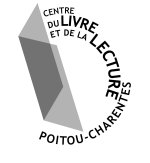 CENTRE
DU LIVRE
ET DE LA
LECTURE
POITOU-CHARENTES